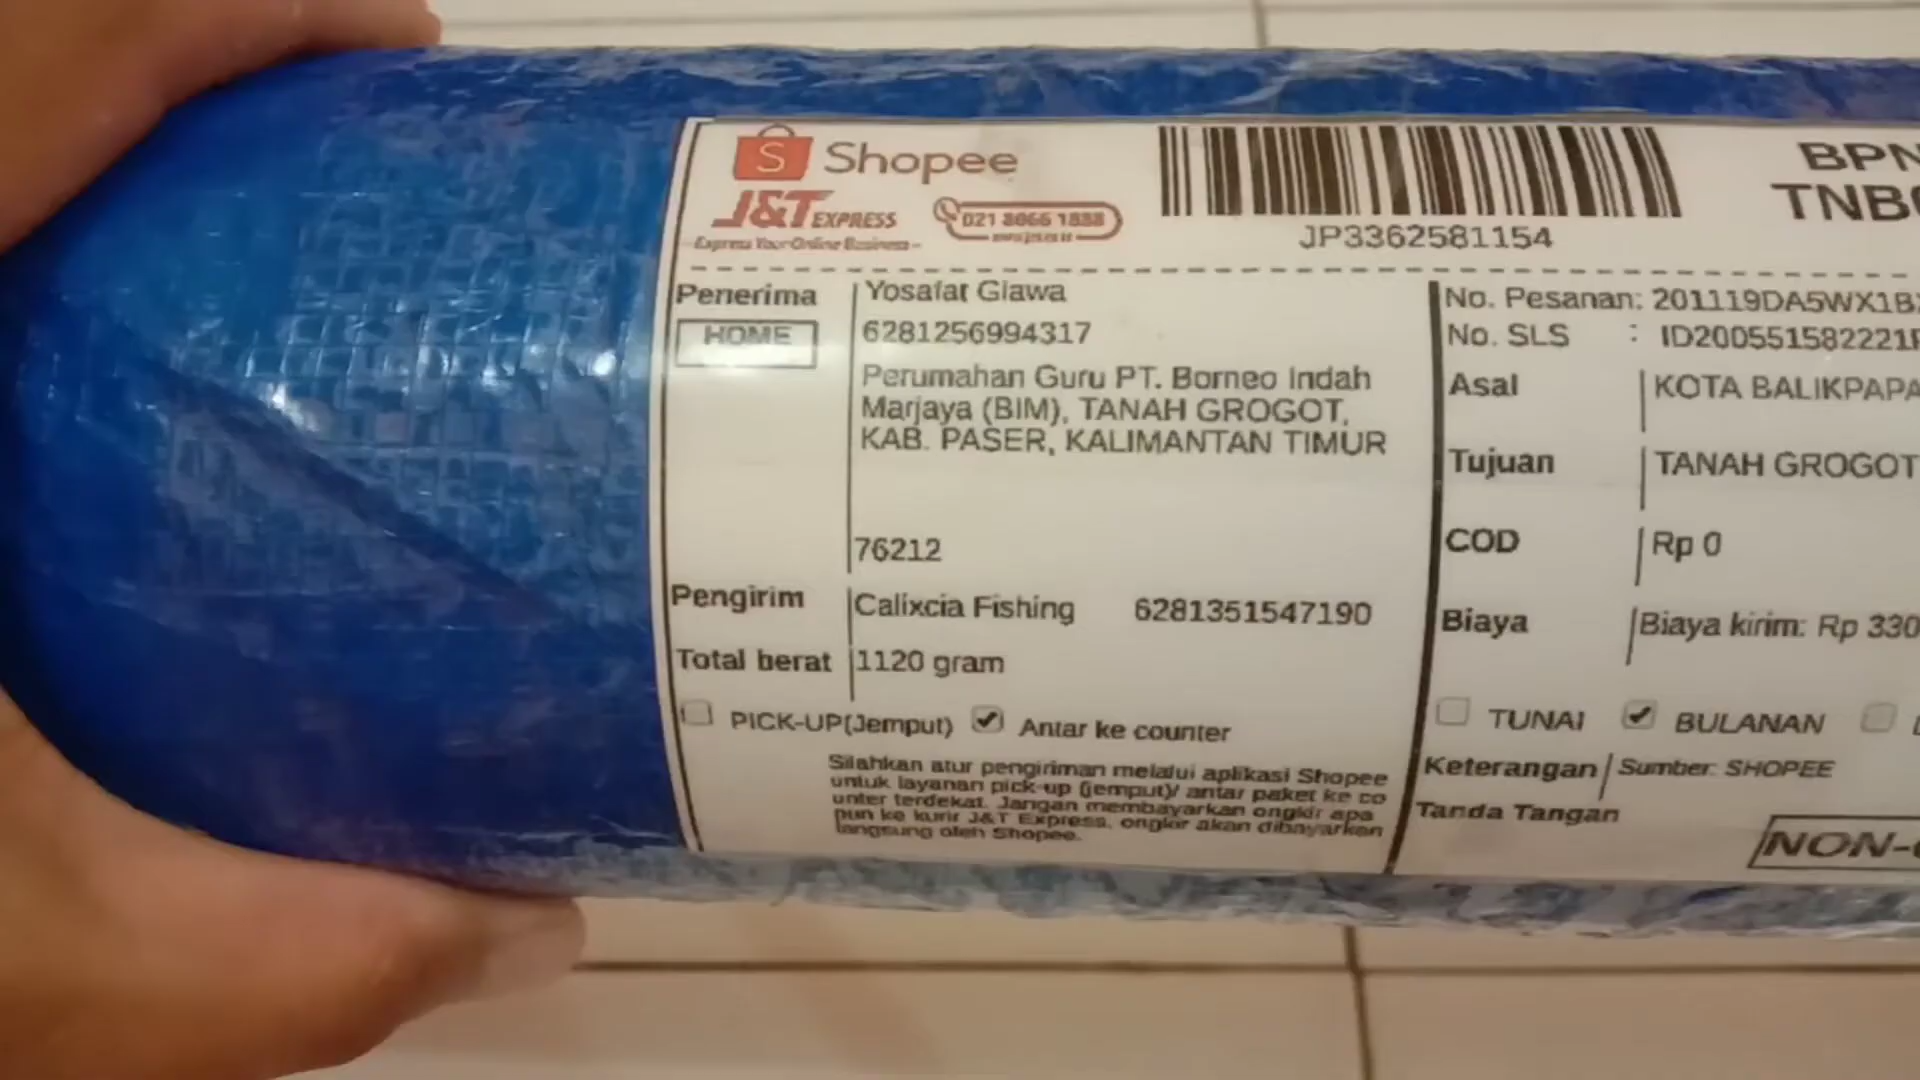 Shopee
J&T EXPRESS
Express Your Online Business
021 8066 1888
JP3362581154
BPN
TNB
Penerima
HOME
Yosafat Giawa
6281256994317
Perumahan Guru PT. Borneo Indah
Marjaya (BIM), TANAH GROGOT,
KAB. PASER, KALIMANTAN TIMUR
76212
Pengirim
Calixcia Fishing 6281351547190
Total berat 1120 gram
PICK-UP(Jemput) Antar ke counter
Silahkan atur pengiriman melalui aplikasi Shopee
untuk layanan pick-up (jemput)/ antar paket ke co
unter terdekat. Jangan membayarkan ongkir apa
pun ke kurir J&T Express, ongkir akan dibayarkan
langsung oleh Shopee.
No. Pesanan: 201119DA5WX1B
No. SLS : ID200551582221
Asal KOTA BALIKPAPA
Tujuan TANAH GROGOT
COD Rp 0
Biaya Biaya kirim: Rp 330
TUNAI BULANAN
Keterangan Sumber: SHOPEE
Tanda Tangan
NON-